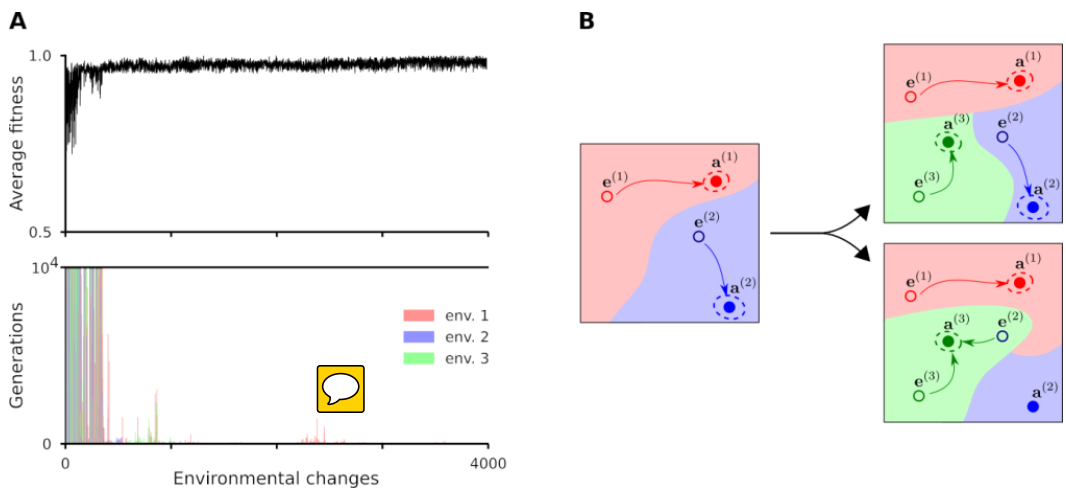 A
Average fitness
1.0
0.5
Generations
10^4
0
env. 1
env. 2
env. 3
0
4000
Environmental changes
B
e^(1)
a^(1)
e^(2)
a^(2)
a^(1)
e^(1)
a^(3)
e^(2)
e^(3)
a^(2)
a^(1)
e^(1)
a^(3)
e^(2)
e^(3)
a^(2)